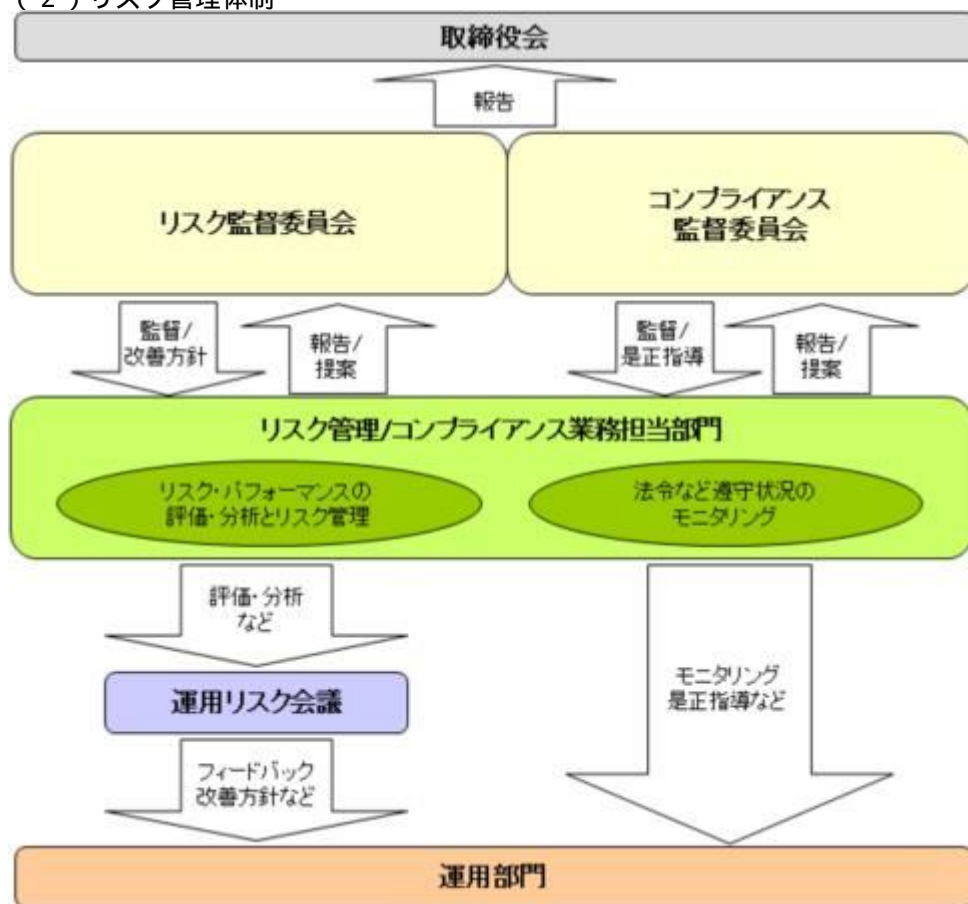 (２)リスク管理体制
取締役会
報告
リスク監督委員会
コンプライアンス
監督委員会
監督/
改善方針
報告/
提案
監督/
是正指導
報告/
提案
リスク管理/コンプライアンス業務担当部門
リスク・パフォーマンスの
評価・分析とリスク管理
法令など遵守状況の
モニタリング
評価・分析
など
運用リスク会議
モニタリング
是正指導など
フィードバック
改善方針など
運用部門